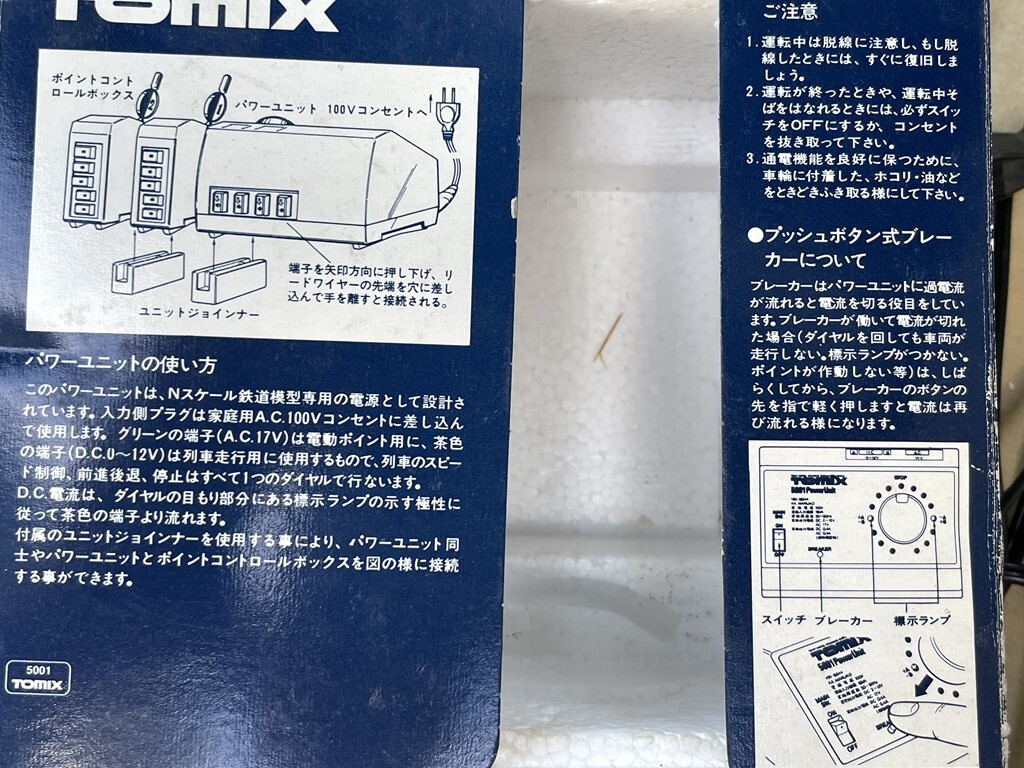 TOMIX
ポイントコント
ロールボックス
パワーユニット 100Vコンセントへ
端子を矢印方向に押し下げ、リ
ードワイヤーの先端を穴に差し
込んで手を離すと接続される。
ユニットジョインナー
パワーユニットの使い方
このパワーユニットは、Nスケール鉄道模型専用の電源として設計さ
れています。入力側プラグは家庭用A.C.100Vコンセントに差し込ん
で使用します。グリーンの端子(A.C.17V)は電動ポイント用に、茶色
の端子(D.C.0〜12V)は列車走行用に使用するもので、列車のスピー
ド制御、前進後退、停止はすべて1つのダイヤルで行ないます。
D.C.電流は、ダイヤルの目もり部分にある標示ランプの示す極性に
従って茶色の端子より流れます。
付属のユニットジョインナーを使用する事により、パワーユニット同
士やパワーユニットとポイントコントロールボックスを図の様に接続
する事ができます。
5001
TOMIX
ご注意
1.運転中は脱線に注意し、もし脱
線したときには、すぐに復旧しま
しょう。
2.運転が終ったときや、運転中そ
ばをはなれるときには、必ずスイッ
チをOFFにするか、コンセント
を抜き取って下さい。
3.通電機能を良好に保つために、
車輪に付着した、ホコリ・油など
をときどきふき取る様にして下さい。
●プッシュボタン式ブレー
カーについて
ブレーカーはパワーユニットに過電流
が流れると電流を切る役目をしてい
ます。ブレーカーが働いて電流が切れ
た場合(ダイヤルを回しても車両が
走行しない。標示ランプがつかない。
ポイントが作動しない等)は、しば
らくしてから、ブレーカーのボタンの
先を指で軽く押しますと電流は再
び流れる様になります。
STOP
TOMIX
5001 Power Unit
MAIN
SW.
ON
OFF
BREAKER
スイッチ ブレーカー 標示ランプ
TOMIX
5001 Power Unit
MAIN
SW.
ON
OFF